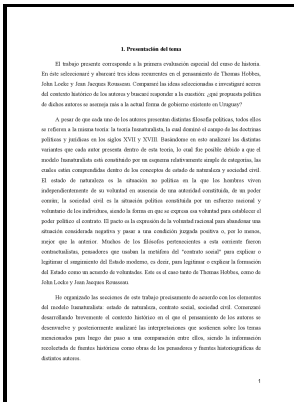 1. Presentación del tema
El trabajo presente corresponde a la primera evaluación especial del curso de historia.
En éste seleccionaré y abarcaré tres ideas recurrentes en el pensamiento de Thomas Hobbes,
John Locke y Jean Jacques Rousseau. Compararé las ideas seleccionadas e investigaré acerca
del contexto histórico de los autores y buscaré responder a la cuestión: ¿qué propuesta política
de dichos autores se asemeja más a la actual forma de gobierno existente en Uruguay?
A pesar de que cada uno de los autores presentan distintas filosofía políticas, todos ellos
se refieren a la misma teoría: la teoría iusnaturalista, la cual dominó el campo de las doctrinas
políticas y jurídicas en los siglos XVII y XVIII. Basándome en esto analizaré las distintas
variantes que cada autor presenta dentro de esta teoría, lo cual fue posible debido a que el
modelo iusnaturalista está constituido por un esquema relativamente simple de categorías, las
cuales están comprendidas dentro de los conceptos de estado de naturaleza y sociedad civil.
El estado de naturaleza es la situación no política en la que los hombres viven
independientemente de su voluntad en ausencia de una autoridad constituida, de un poder
común, la sociedad civil es la situación política constituida por un esfuerzo racional y
voluntario de los individuos, siendo la forma en que se expresa esa voluntad para establecer el
poder político el contrato. El pacto es la expresión de la voluntad racional para abandonar una
situación considerada negativa y pasar a una condición juzgada positiva o, por lo menos,
mejor que la anterior. Muchos de los filósofos pertenecientes a esta corriente fueron
contractualistas, pensadores que usaban la metáfora del "contrato social" para explicar o
legitimar el surgimiento del Estado moderno, es decir, para legitimar o explicar la formación
del Estado como un acuerdo de voluntades. Este es el caso tanto de Thomas Hobbes, como de
John Locke y Jean Jacques Rousseau.
He organizado las secciones de este trabajo precisamente de acuerdo con los elementos
del modelo iusnaturalista: estado de naturaleza, contrato social, sociedad civil. Comenzaré
desarrollando brevemente el contexto histórico en el que el pensamiento de los autores se
desenvuelve y posteriormente analizaré las interpretaciones que sostienen sobre los temas
mencionados para luego dar paso a una comparación entre ellos, siendo la información
recolectada de fuentes históricas como obras de los pensadores y fuentes historiográficas de
distintos autores.
1